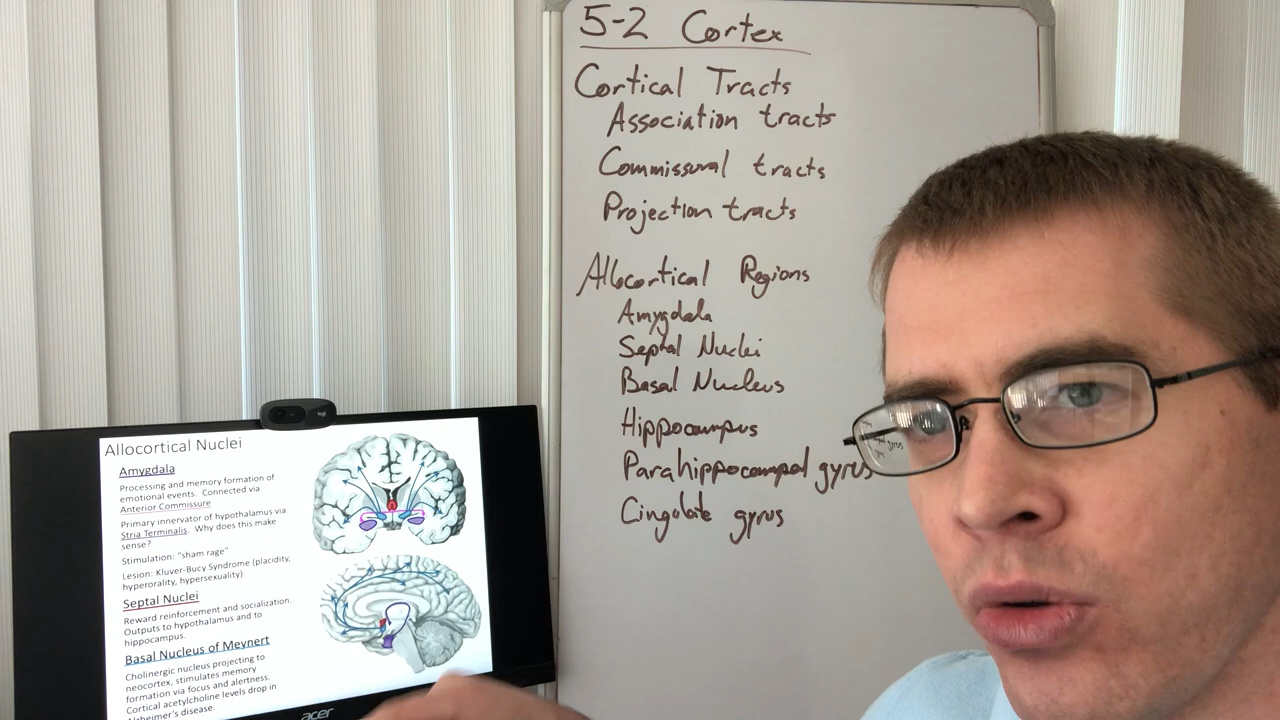 5-2 Cortex
Cortical Tracts
Association tracts
Commissural tracts
Projection tracts
Allocortical Regions
Amygdala
Septal Nuclei
Basal Nucleus
Hippocampus
Parahippocampal gyrus
Cingulate gyrus
Allocortical Nuclei
Amygdala
Processing and memory formation of
emotional events. Connected via
Anterior Commissure
Primary innervator of hypothalamus via
Stria Terminalis. Why does this make
sense?
Stimulation: "sham rage"
Lesion: Kluver-Bucy Syndrome (placidity,
hyperorality, hypersexuality)
Septal Nuclei
Reward reinforcement and socialization.
Outputs to hypothalamus and to
hippocampus.
Basal Nucleus of Meynert
Cholinergic nucleus projecting to
neocortex, stimulates memory
formation via focus and alertness.
Cortical acetylcholine levels drop in
Alzheimer's disease.
acer